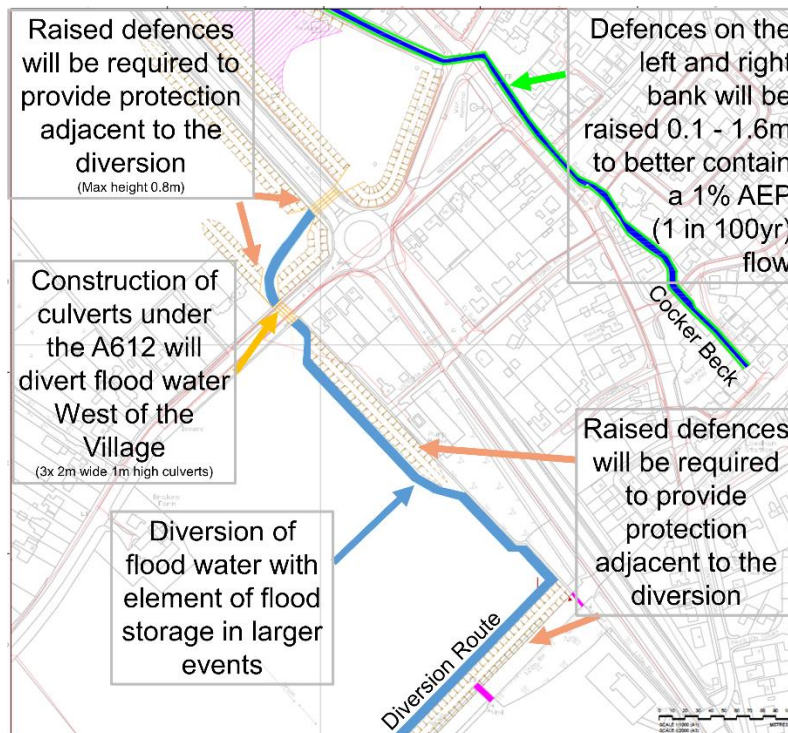 Raised defences
will be required to
provide protection
adjacent to the
diversion
(Max height 0.8m)
Defences on the
left and right
bank will be
raised 0.1 - 1.6m
to better contain
a 1% AEP
(1 in 100yr)
flow
Construction of
culverts under
the A612 will
divert flood water
West of the
Village
(3x 2m wide 1m high culverts)
Cocker Beck
Raised defences
will be required
to provide
protection
adjacent to the
diversion
Diversion of
flood water with
element of flood
storage in larger
events
Diversion Route